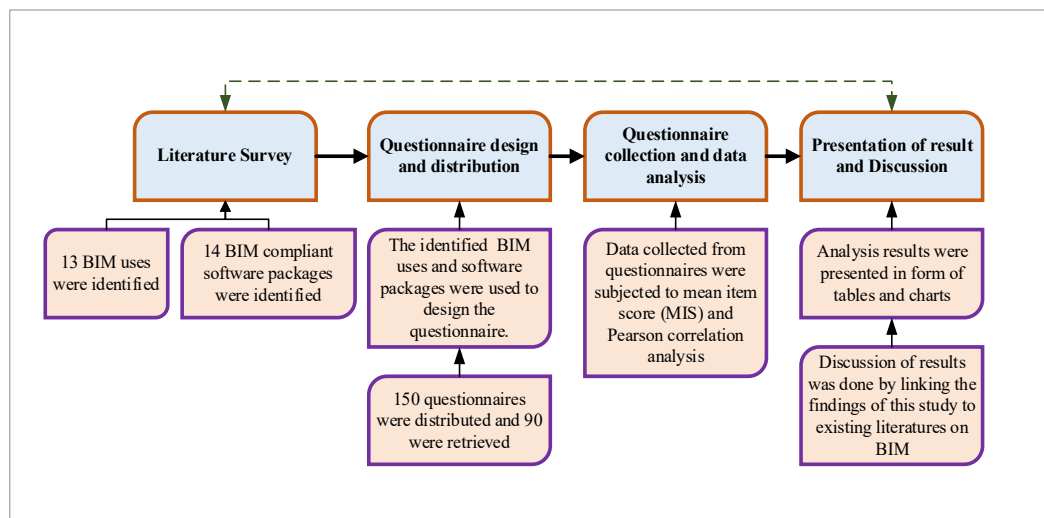 Literature Survey
Questionnaire design
and distribution
Questionnaire
collection and data
analysis
Presentation of result
and Discussion
13 BIM uses
were identified
14 BIM compliant
software packages
were identified
The identified BIM
uses and software
packages were used to
design the
questionnaire.
150 questionnaires
were distributed and 90
were retrieved
Data collected from
questionnaires were
subjected to mean item
score (MIS) and
Pearson correlation
analysis
Analysis results were
presented in form of
tables and charts
Discussion of results
was done by linking the
findings of this study to
existing literatures on
BIM